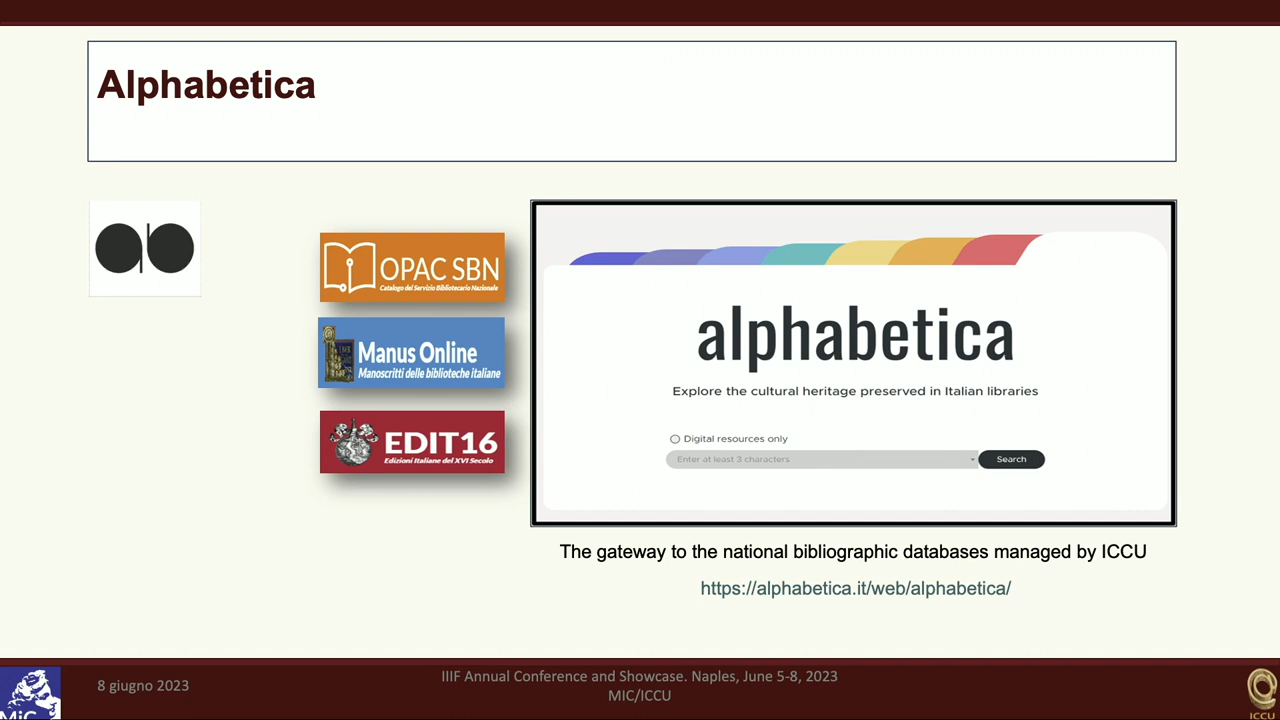 Alphabetica
ab
OPAC SBN
Catalogo del Servizio Bibliotecario Nazionale
Manus Online
Manoscritti delle biblioteche italiane
EDIT16
Edizioni Italiane del XVI Secolo
alphabetica
Explore the cultural heritage preserved in Italian libraries
Digital resources only
Enter at least 3 characters
Search
The gateway to the national bibliographic databases managed by ICCU
https://alphabetica.it/web/alphabetica/
MiC
8 giugno 2023
IIIF Annual Conference and Showcase. Naples, June 5-8, 2023
MIC/ICCU
ICCU